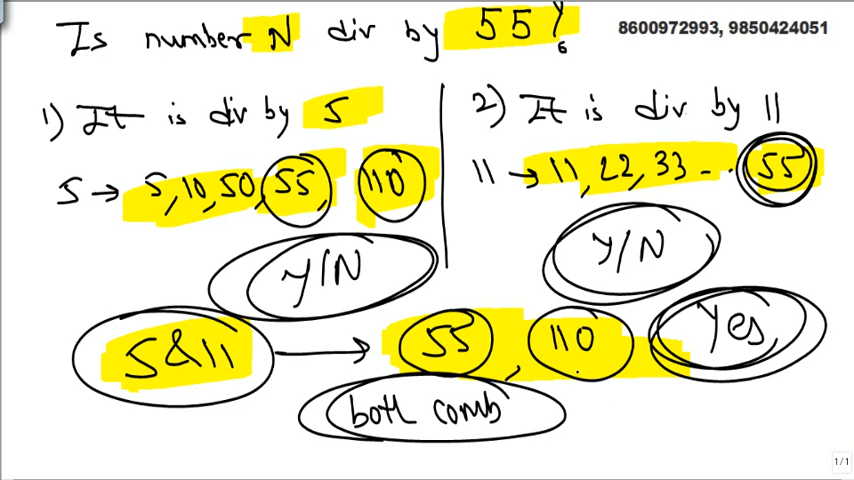 Is number N div by 55?
8600972993, 9850424051
1) It is div by 5
5 → 5, 10, 50, 55, 110
Y/N
2) It is div by 11
11 → 11, 22, 33 - . 55
Y/N
5 & 11 → 55, 110 Yes
both comb
1/1